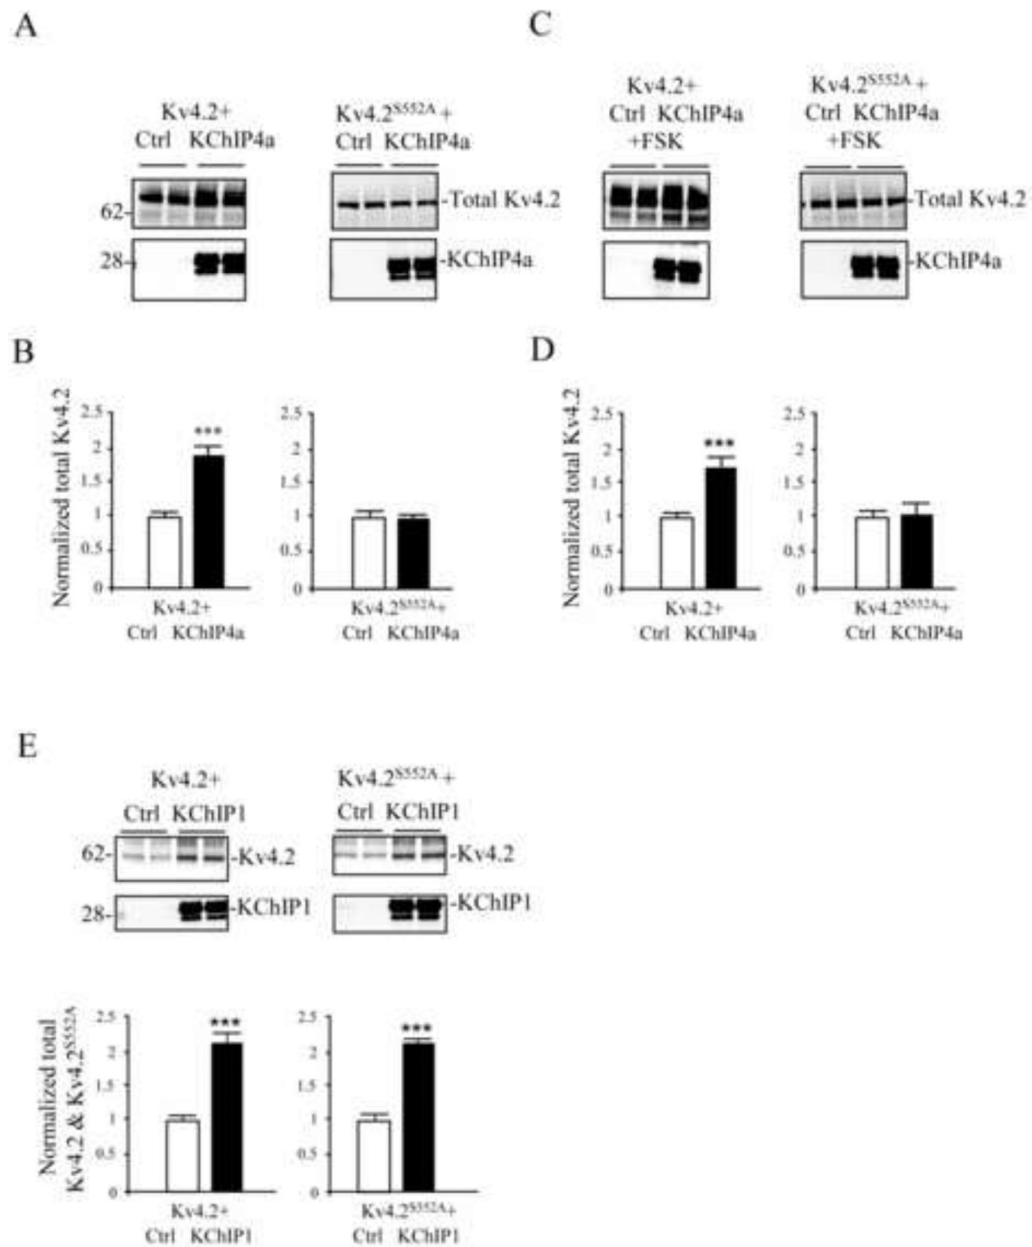 A
Kv4.2+
Ctrl KChIP4a
Kv4.2S552A +
Ctrl KChIP4a
62-
-Total Kv4.2
28-
-KChIP4a
C
Kv4.2+
Ctrl KChIP4a
+FSK
Kv4.2S552A +
Ctrl KChIP4a
+FSK
-Total Kv4.2
-KChIP4a
B
Normalized total Kv4.2
2.5
2
1.5
1
0.5
0
***
Kv4.2+
Ctrl KChIP4a
2.5
2
1.5
1
0.5
0
Kv4.2S552A+
Ctrl KChIP4a
D
Normalized total Kv4.2
2.5
2
1.5
1
0.5
0
***
Kv4.2+
Ctrl KChIP4a
2.5
2
1.5
1
0.5
0
Kv4.2S552A+
Ctrl KChIP4a
E
Kv4.2+
Ctrl KChIP1
Kv4.2S552A +
Ctrl KChIP1
62-
-Kv4.2
-Kv4.2
28-
-KChIP1
-KChIP1
Normalized total
Kv4.2 & Kv4.2S552A
2.5
2
1.5
1
0.5
0
***
Kv4.2+
Ctrl KChIP1
2.5
2
1.5
1
0.5
0
***
Kv4.2S552A+
Ctrl KChIP1